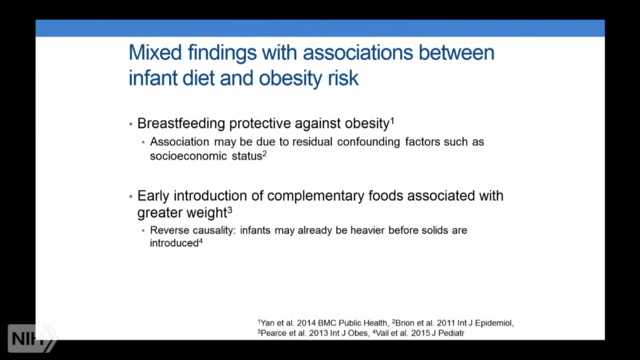 Mixed findings with associations between
infant diet and obesity risk
• Breastfeeding protective against obesity¹
• Association may be due to residual confounding factors such as
socioeconomic status²
• Early introduction of complementary foods associated with
greater weight³
• Reverse causality: infants may already be heavier before solids are
introduced⁴
¹Yan et al. 2014 BMC Public Health, ²Brion et al. 2011 Int J Epidemiol,
³Pearce et al. 2013 Int J Obes, ⁴Vail et al. 2015 J Pediatr
NIH